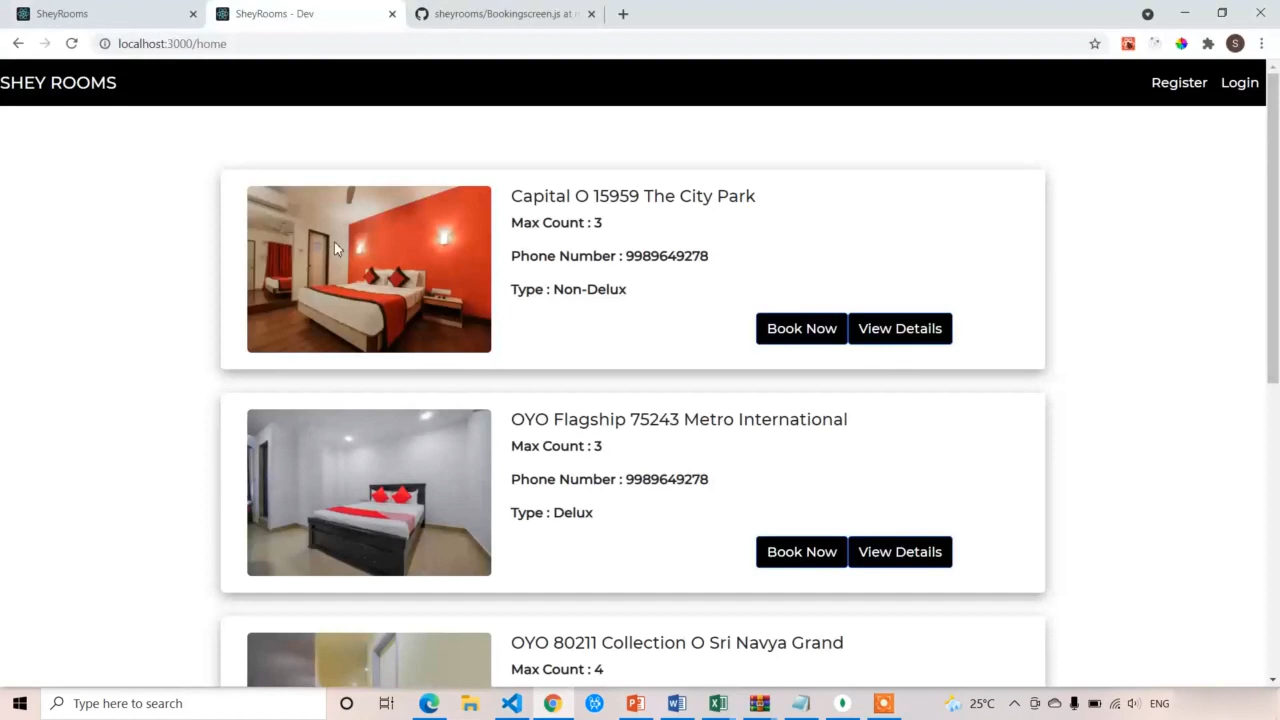 SheyRooms
SheyRooms - Dev
sheyrooms/Bookingscreen.js at
localhost:3000/home
S
SHEY ROOMS
Register
Login
Capital O 15959 The City Park
Max Count : 3
Phone Number : 9989649278
Type : Non-Delux
Book Now
View Details
OYO Flagship 75243 Metro International
Max Count : 3
Phone Number : 9989649278
Type : Delux
Book Now
View Details
OYO 80211 Collection O Sri Navya Grand
Max Count : 4
Type here to search
25°C
ENG